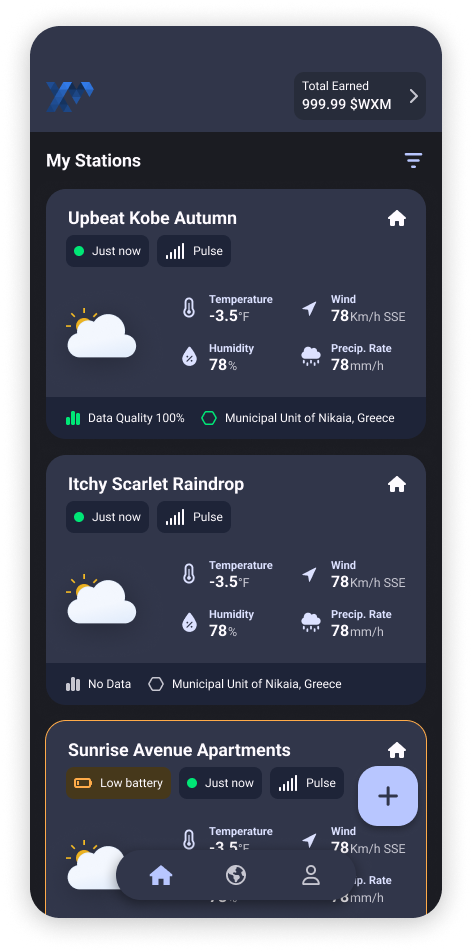 Total Earned
999.99 $WXM
My Stations
Upbeat Kobe Autumn
Just now
Pulse
Temperature
-3.5°F
Wind
78Km/h SSE
Humidity
78%
Precip. Rate
78mm/h
Data Quality 100%
Municipal Unit of Nikaia, Greece
Itchy Scarlet Raindrop
Just now
Pulse
Temperature
-3.5°F
Wind
78Km/h SSE
Humidity
78%
Precip. Rate
78mm/h
No Data
Municipal Unit of Nikaia, Greece
Sunrise Avenue Apartments
Low battery
Just now
Pulse
Temperature
-3.5°F
Wind
78Km/h SSE
Rate
78mm/h